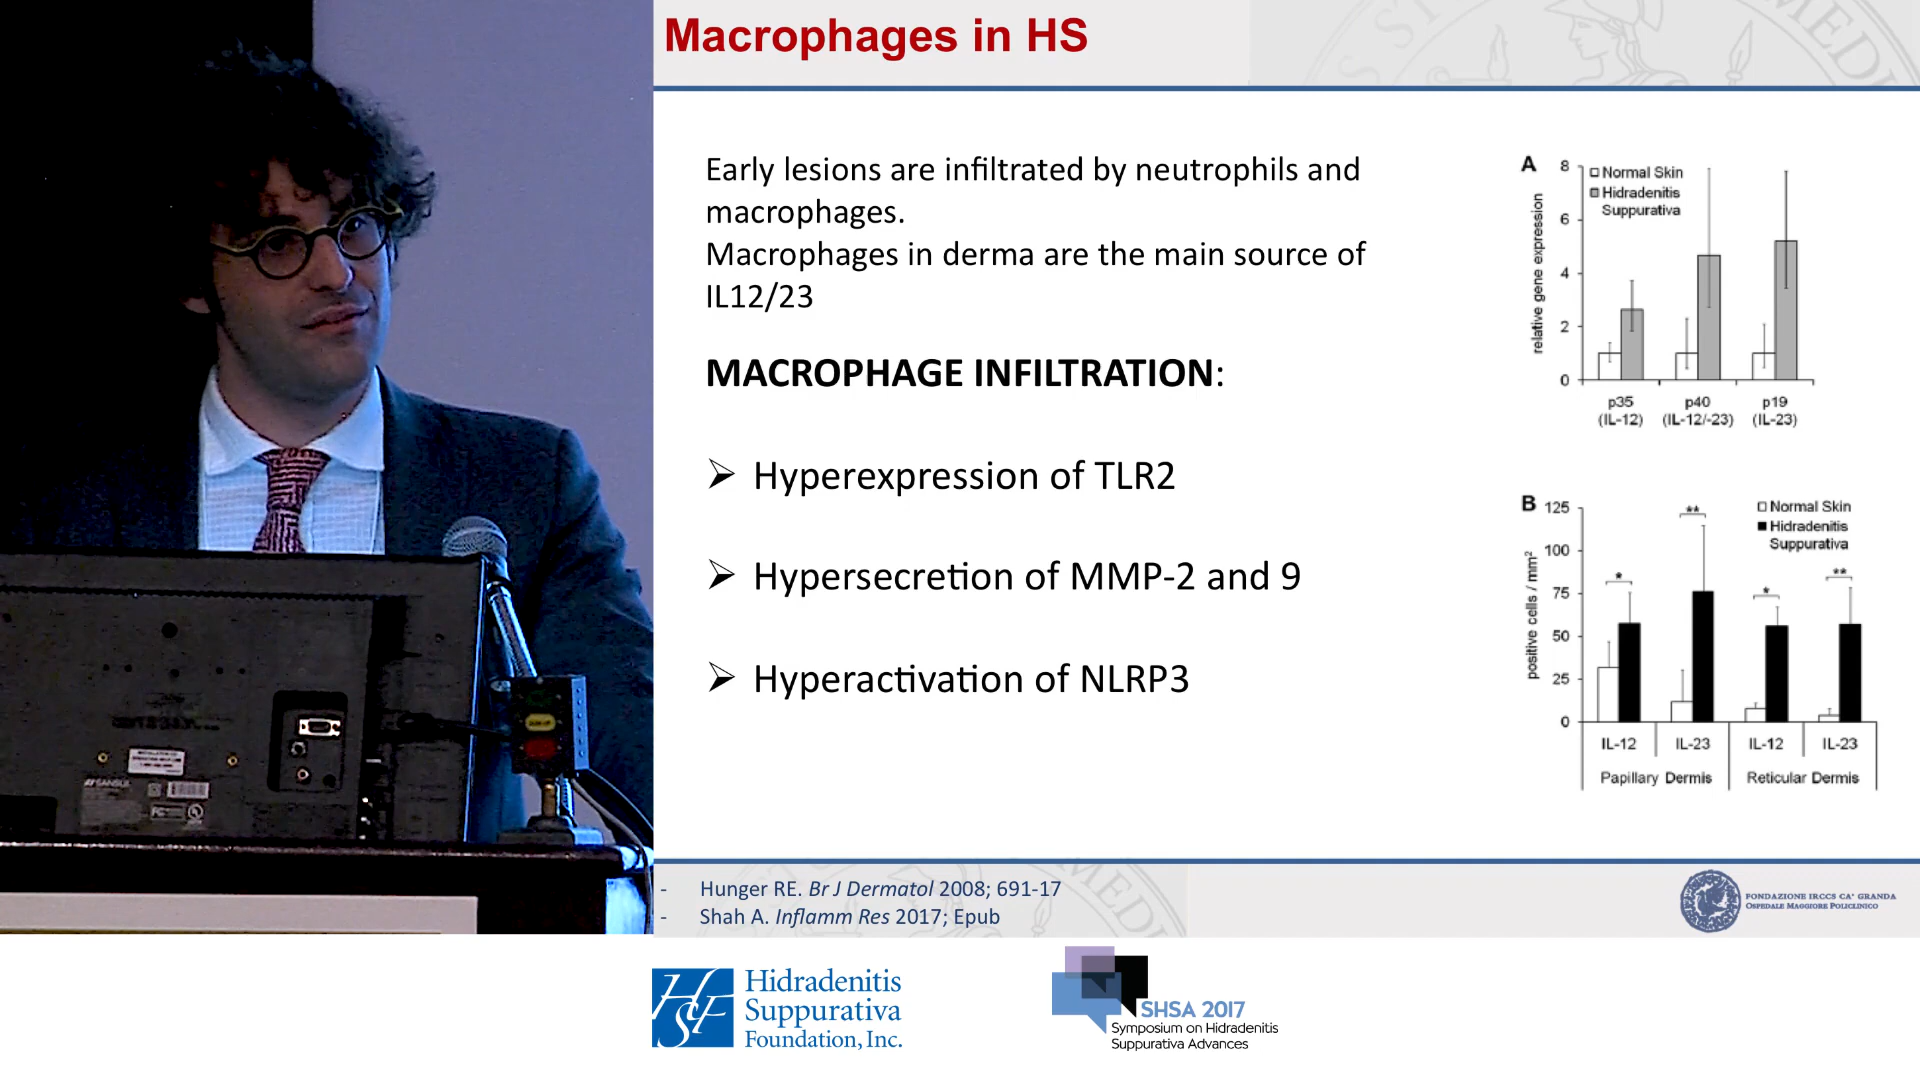 Macrophages in HS
Early lesions are infiltrated by neutrophils and
macrophages.
Macrophages in derma are the main source of
IL12/23
MACROPHAGE INFILTRATION:
Hyperexpression of TLR2
Hypersecretion of MMP-2 and 9
Hyperactivation of NLRP3
A
8
6
4
2
0
relative gene expression
Normal Skin
Hidradenitis
Suppurativa
p35
(IL-12)
p40
(IL-12/-23)
p19
(IL-23)
B
125
100
75
50
25
0
positive cells / mm²
Normal Skin
Hidradenitis
Suppurativa
*
**
*
**
IL-12
IL-23
IL-12
IL-23
Papillary Dermis
Reticular Dermis
- Hunger RE. Br J Dermatol 2008; 691-17
- Shah A. Inflamm Res 2017; Epub
FONDAZIONE IRCCS CA' GRANDA
OSPEDALE MAGGIORE POLICLINICO
HSF
Hidradenitis
Suppurativa
Foundation, Inc.
SHSA 2017
Symposium on Hidradenitis
Suppurativa Advances